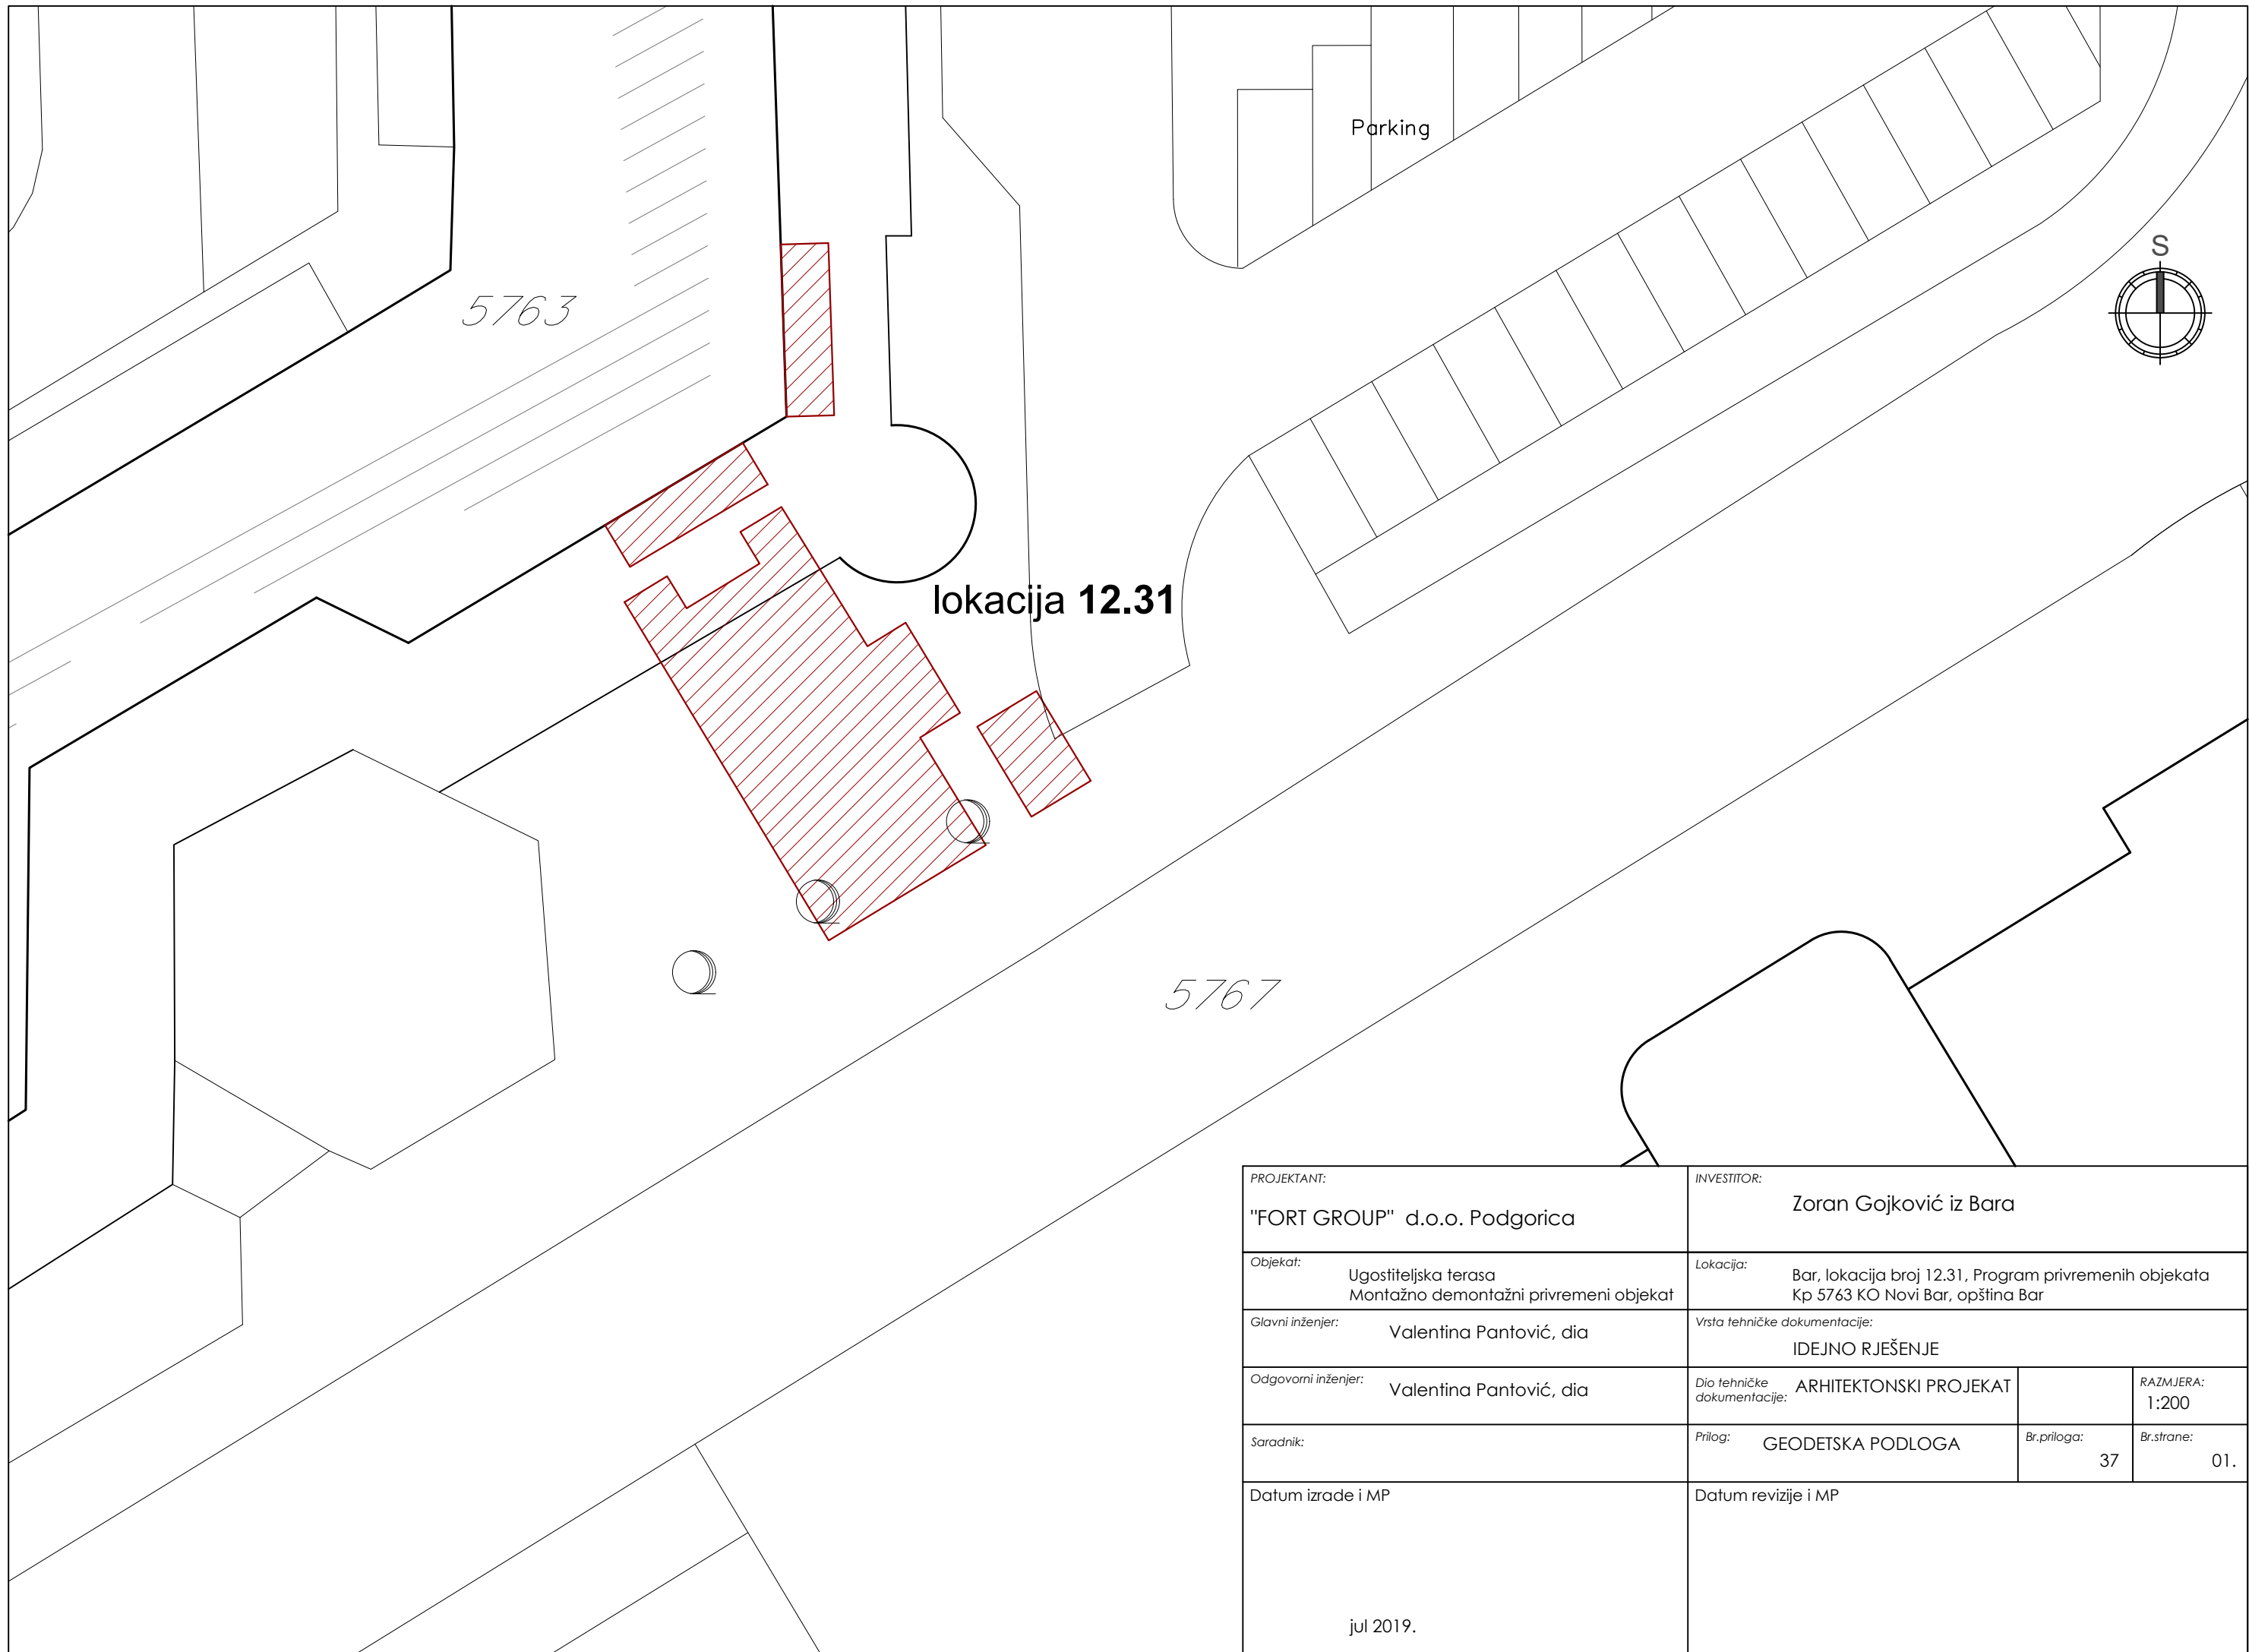 Parking
S
5763
lokacija 12.31
5767
PROJEKTANT:
"FORT GROUP" d.o.o. Podgorica
INVESTITOR:
Zoran Gojković iz Bara
Objekat:
Ugostiteljska terasa
Montažno demontažni privremeni objekat
Lokacija:
Bar, lokacija broj 12.31, Program privremenih objekata
Kp 5763 KO Novi Bar, opština Bar
Glavni inženjer:
Valentina Pantović, dia
Vrsta tehničke dokumentacije:
IDEJNO RJEŠENJE
Odgovorni inženjer:
Valentina Pantović, dia
Dio tehničke
dokumentacije:
ARHITEKTONSKI PROJEKAT
RAZMJERA:
1:200
Saradnik:
Prilog:
GEODETSKA PODLOGA
Br.priloga:
37
Br.strane:
01.
Datum izrade i MP
jul 2019.
Datum revizije i MP